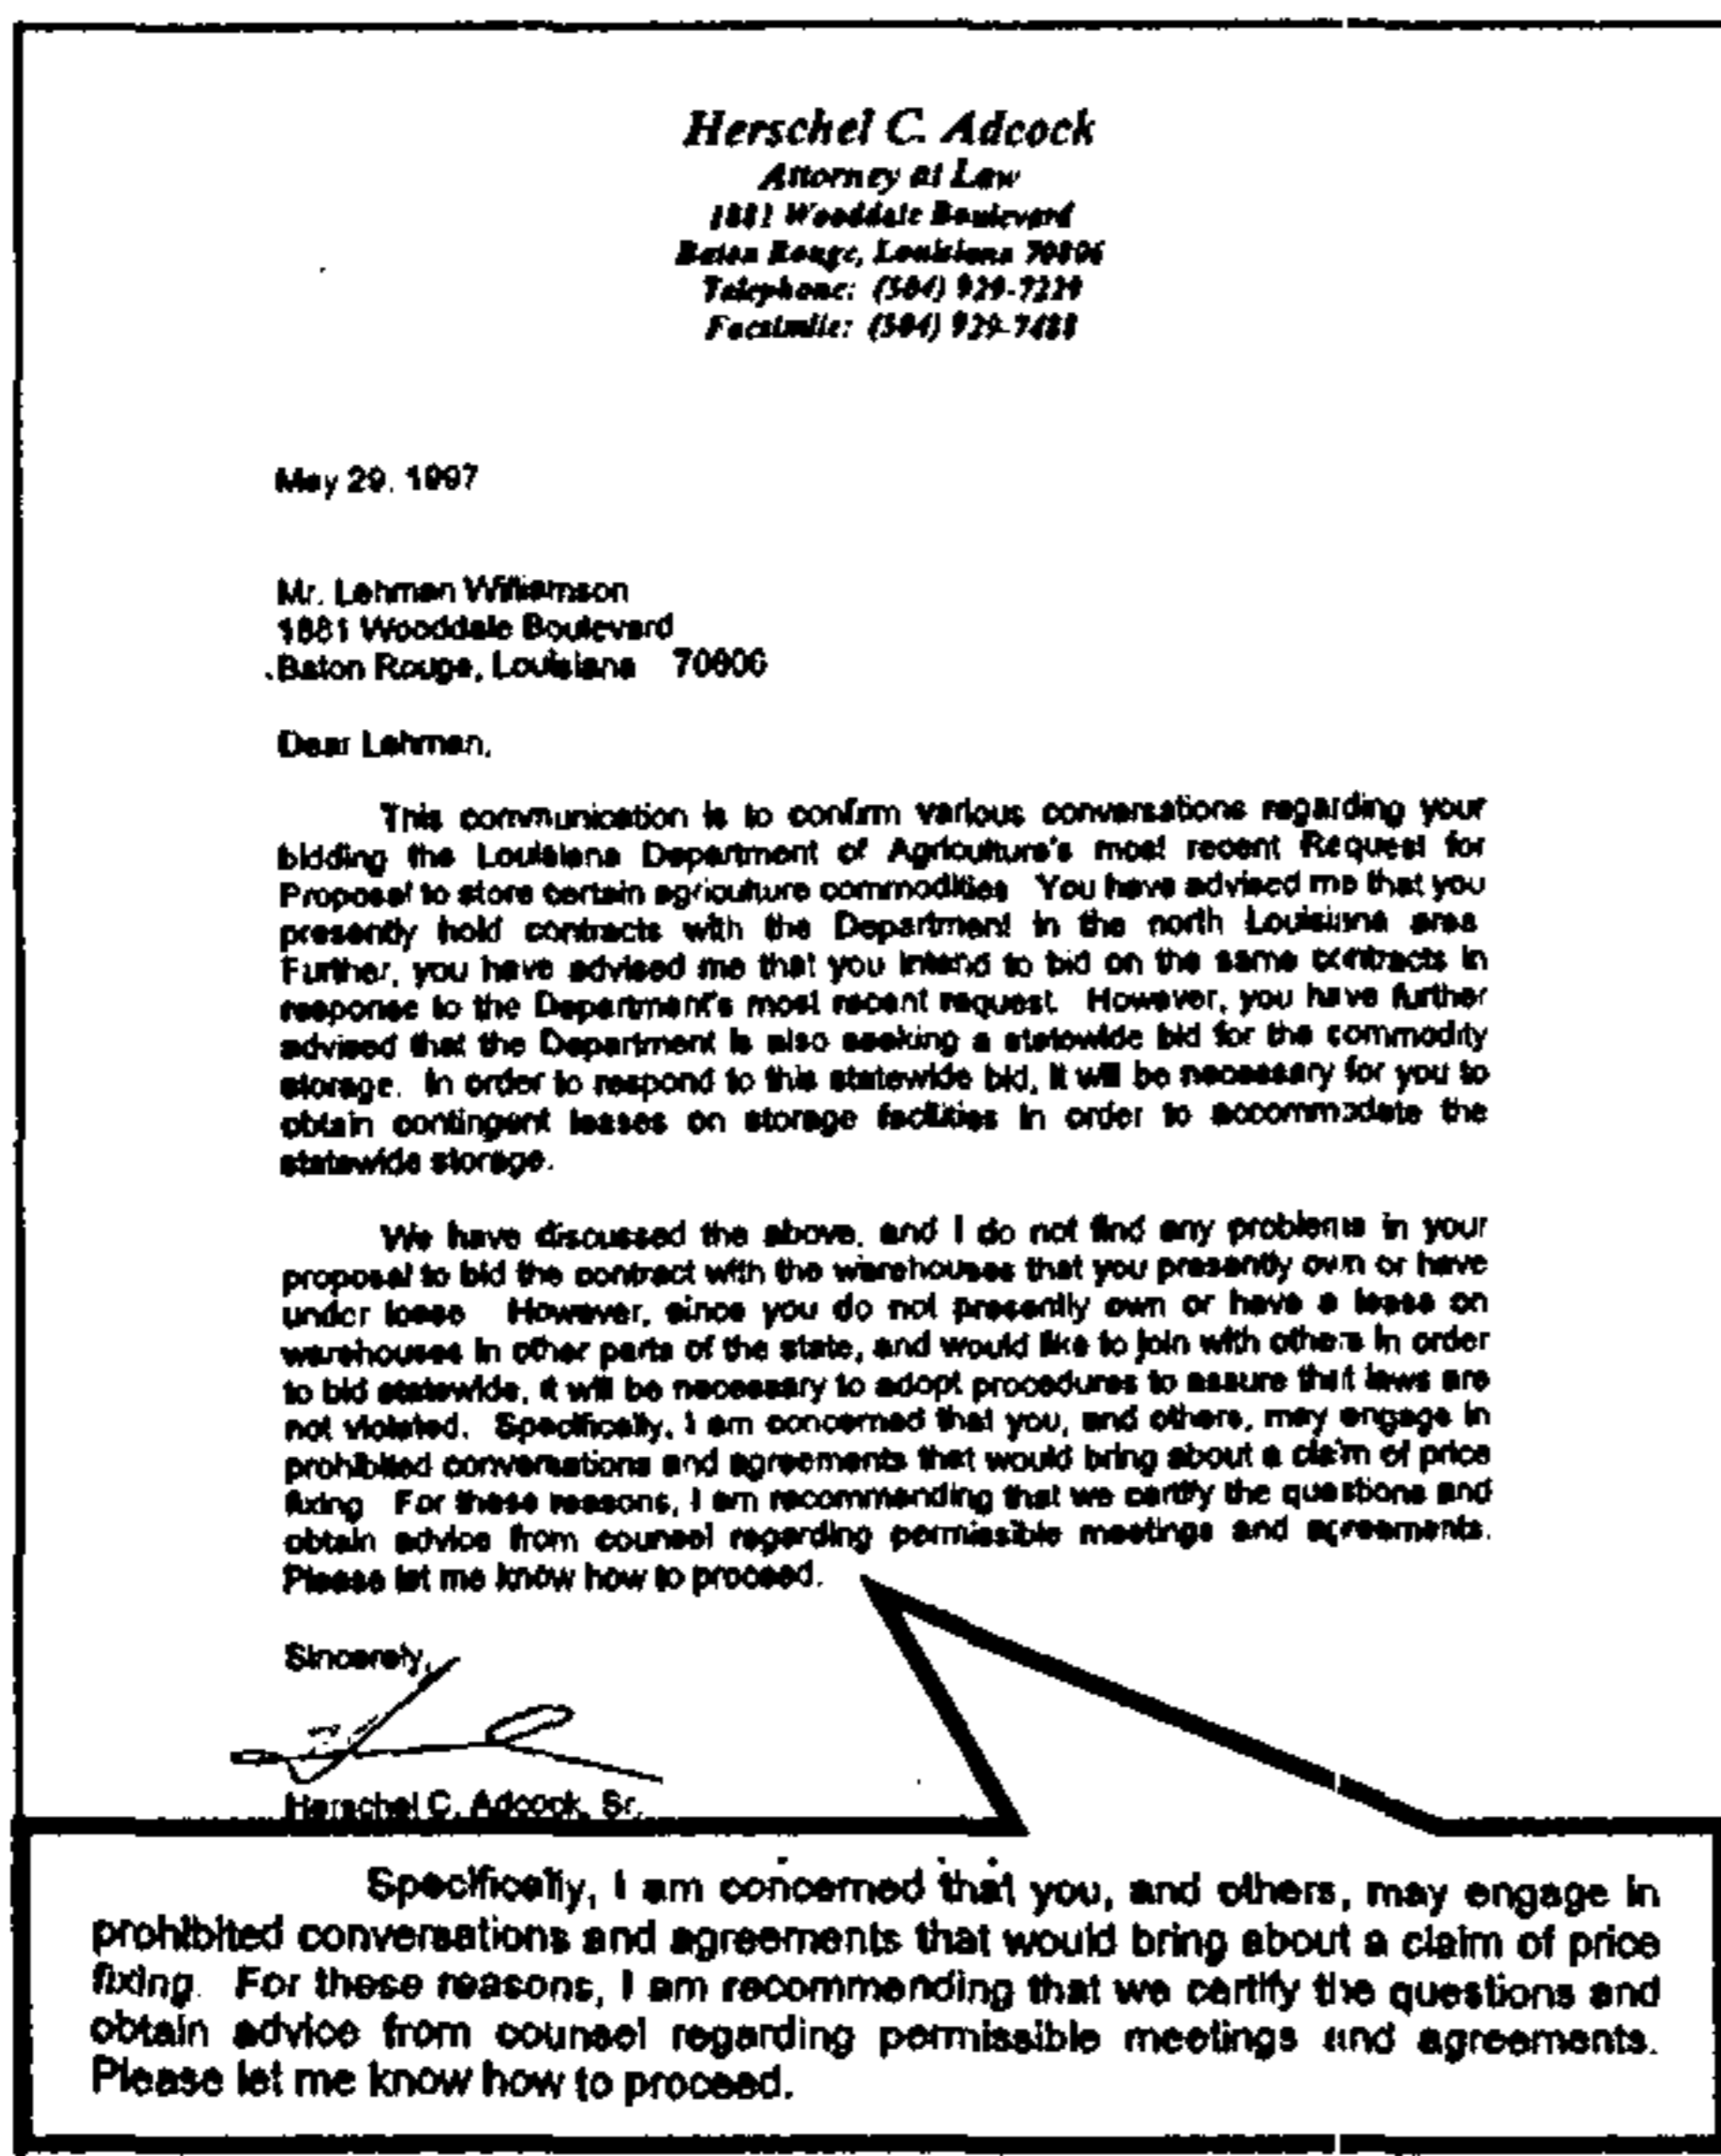 Herschel C. Adcock
Attorney at Law
1881 Wooddale Boulevard
Baton Rouge, Louisiana 70806
Telephone: (504) 929-7229
Facsimile: (504) 929-7488
May 29, 1997
Mr. Lehman Williamson
1881 Wooddale Boulevard
Baton Rouge, Louisiana 70806
Dear Lehman,
This communication is to confirm various conversations regarding your
bidding the Louisiana Department of Agriculture's most recent Request for
Proposal to store certain agriculture commodities You have advised me that you
presently hold contracts with the Department in the north Louisiana area
Further, you have advised me that you intend to bid on the same contracts in
response to the Department's most recent request. However, you have further
advised that the Department is also seeking a statewide bid for the commodity
storage. In order to respond to this statewide bid, it will be necessary for you to
obtain contingent leases on storage facilities in order to accommodate the
statewide storage.
We have discussed the above, and I do not find any problems in your
proposal to bid the contract with the warehouses that you presently own or have
under lease However, since you do not presently own or have a lease on
warehouses in other parts of the state, and would like to join with others in order
to bid statewide, it will be necessary to adopt procedures to assure that laws are
not violated. Specifically, I am concerned that you, and others, may engage in
prohibited conversations and agreements that would bring about a claim of price
fixing For these reasons, I am recommending that we certify the questions and
obtain advice from counsel regarding permissible meetings and agreements.
Please let me know how to proceed.
Sincerely,
Herschel C. Adcock, Sr.
Specifically, I am concerned that you, and others, may engage in
prohibited conversations and agreements that would bring about a claim of price
fixing. For these reasons, I am recommending that we certify the questions and
obtain advice from counsel regarding permissible meetings and agreements.
Please let me know how to proceed.